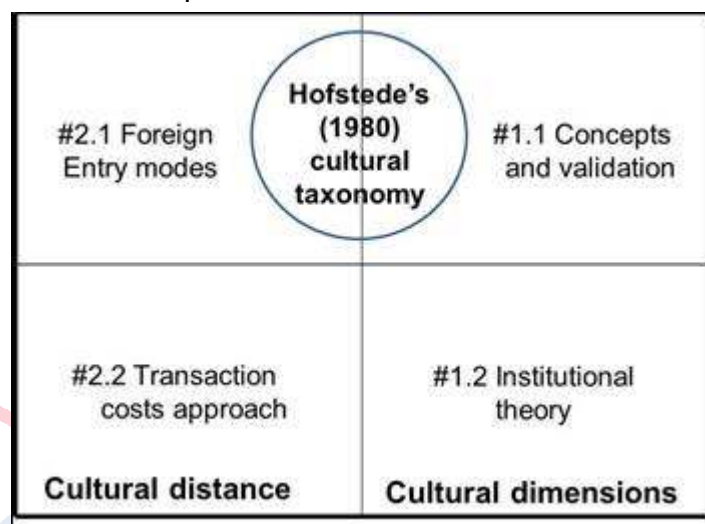 Hofstede's
(1980)
cultural
taxonomy
#2.1 Foreign
Entry modes
#1.1 Concepts
and validation
#2.2 Transaction
costs approach
#1.2 Institutional
theory
Cultural distance
Cultural dimensions